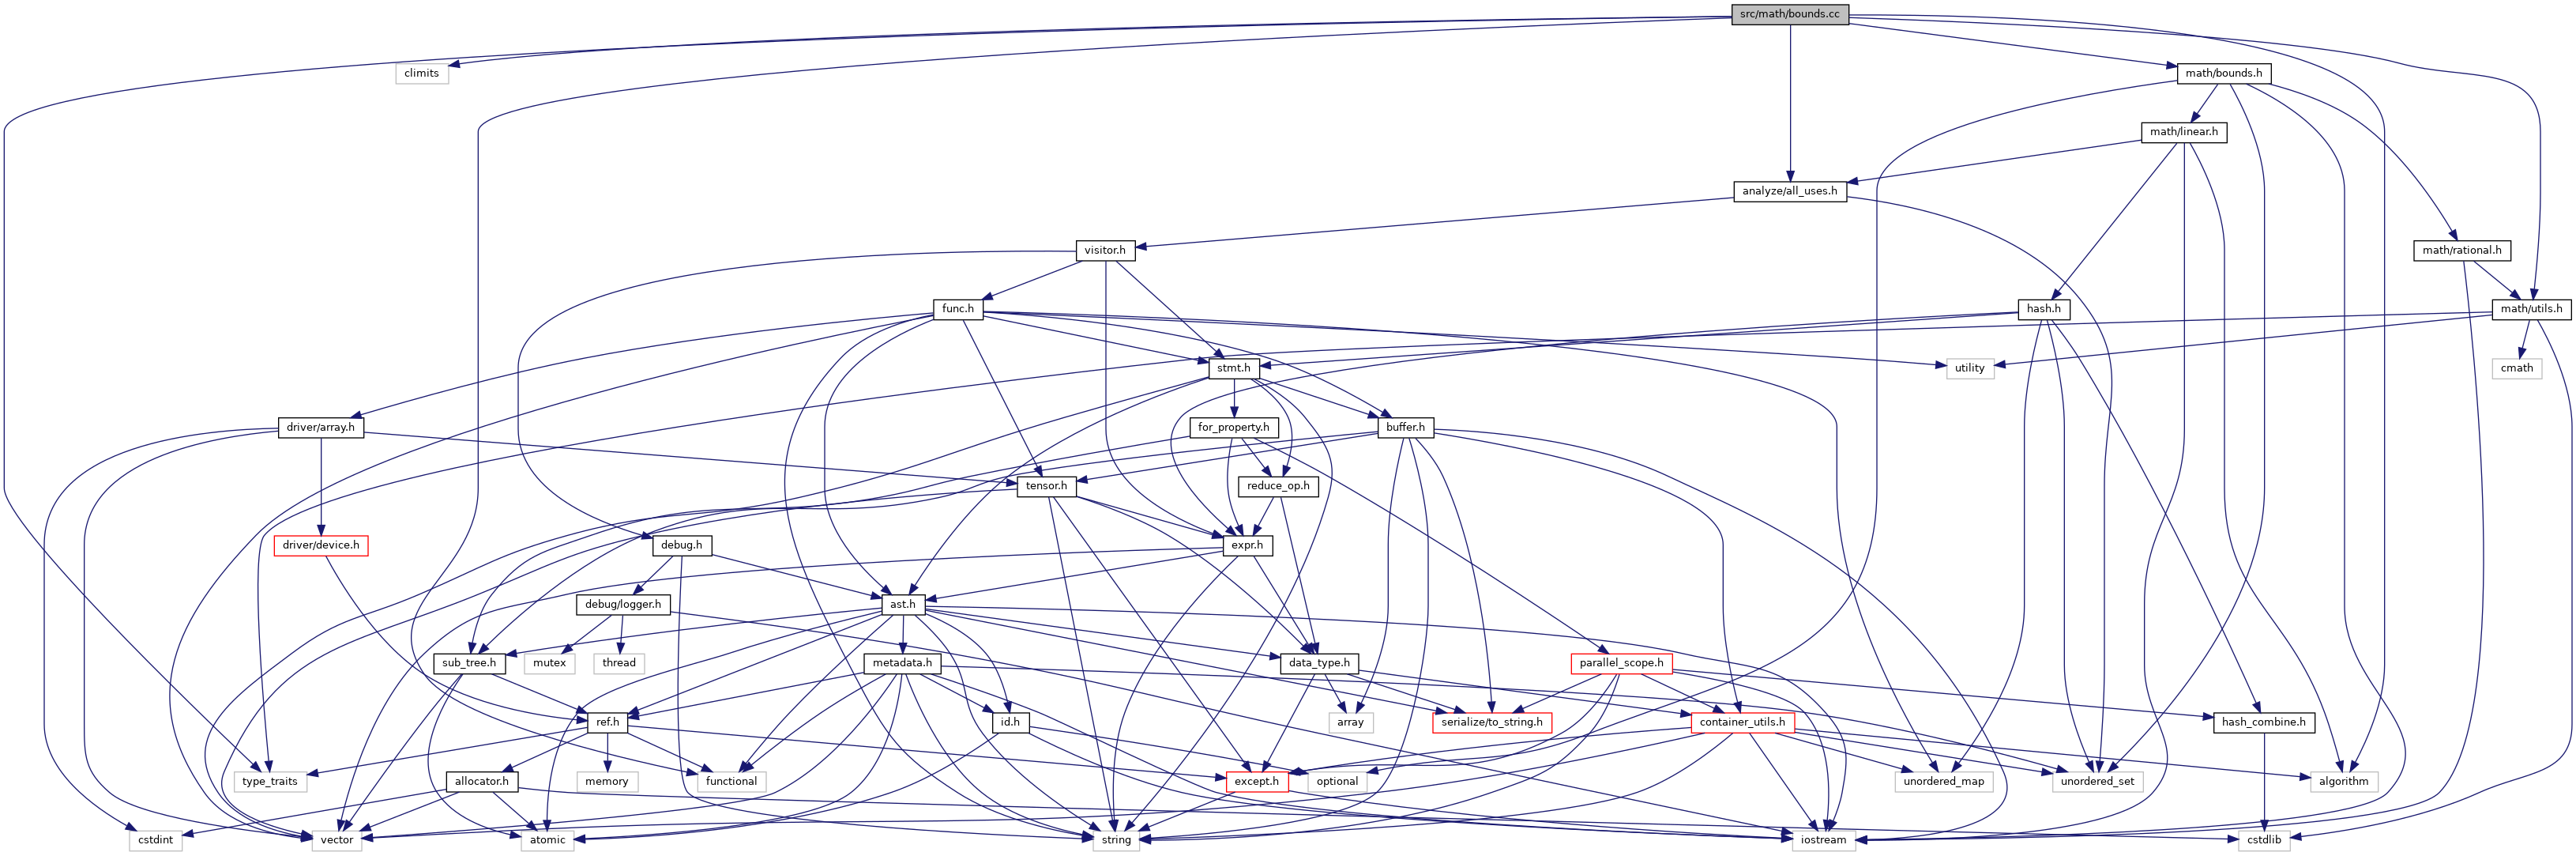 src/math/bounds.cc
climits
math/bounds.h
math/linear.h
analyze/all_uses.h
visitor.h
math/rational.h
func.h
hash.h
math/utils.h
stmt.h
utility
cmath
driver/array.h
for_property.h
buffer.h
tensor.h
reduce_op.h
driver/device.h
debug.h
expr.h
debug/logger.h
ast.h
sub_tree.h
mutex
thread
metadata.h
data_type.h
parallel_scope.h
ref.h
id.h
array
serialize/to_string.h
container_utils.h
hash_combine.h
type_traits
allocator.h
memory
functional
except.h
optional
unordered_map
unordered_set
algorithm
cstdint
vector
atomic
string
iostream
cstdlib